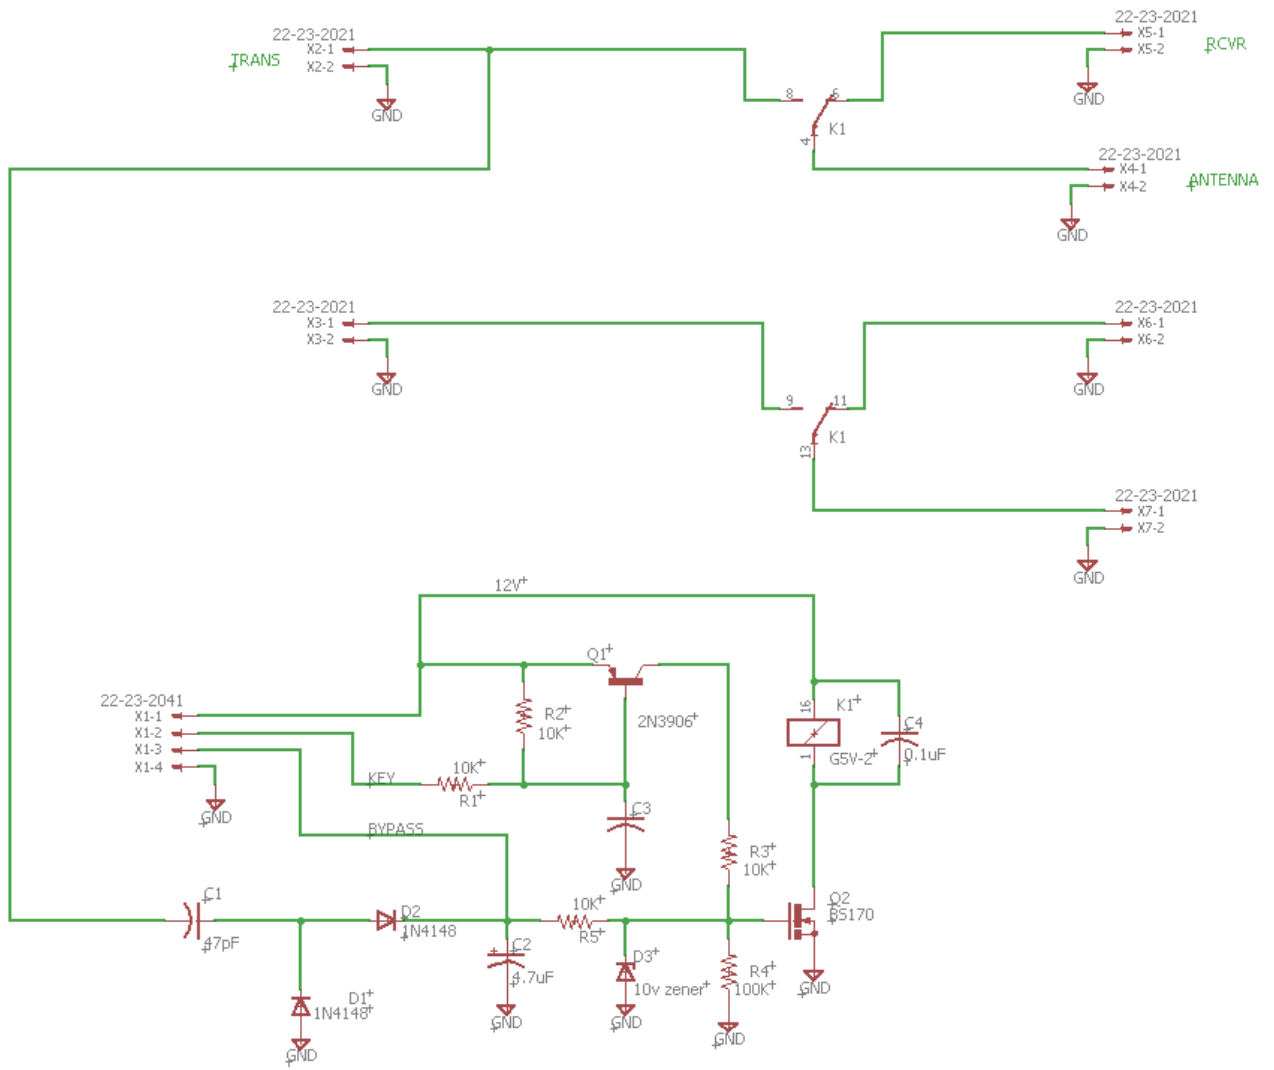 22-23-2021
X2-1
X2-2
TRANS
GND
22-23-2021
X5-1
X5-2
RCVR
GND
8
6
4
K1
22-23-2021
X4-1
X4-2
ANTENNA
GND
22-23-2021
X3-1
X3-2
GND
22-23-2021
X6-1
X6-2
GND
9
11
13
K1
22-23-2021
X7-1
X7-2
GND
12V
Q1
2N3906
22-23-2041
X1-1
X1-2
X1-3
X1-4
GND
R2
10K
KEY
10K
R1
BYPASS
C3
GND
16
K1
1
G5V-2
C4
0.1uF
R3
10K
C1
47pF
D2
1N4148
10K
R5
C2
4.7uF
GND
D3
10v zener
GND
R4
100K
GND
Q2
BS170
GND
D1
1N4148
GND